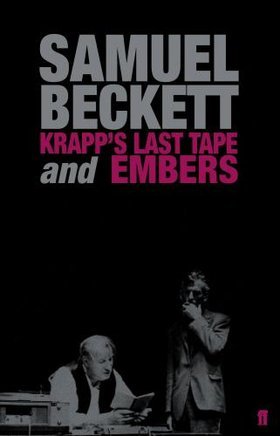 SAMUEL
BECKETT
KRAPP'S LAST TAPE
and EMBERS
ff